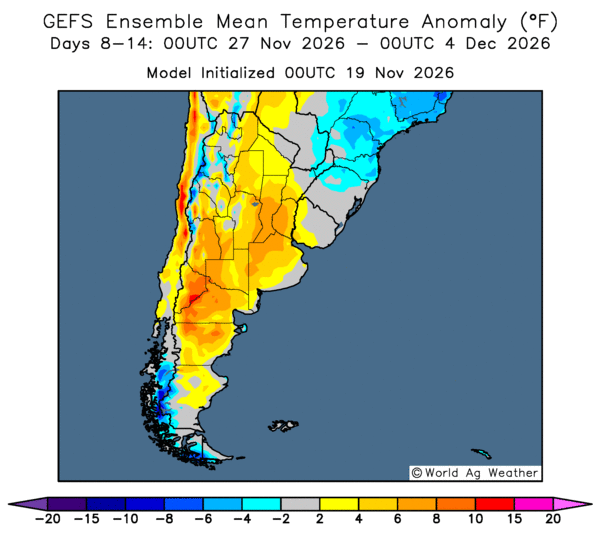 GEFS Ensemble Mean Temperature Anomaly (°F)
Days 8-14: 00UTC 27 Nov 2026 - 00UTC 4 Dec 2026
Model Initialized 00UTC 19 Nov 2026
©World Ag Weather
-20 -15 -10 -8 -6 -4 -2 2 4 6 8 10 15 20